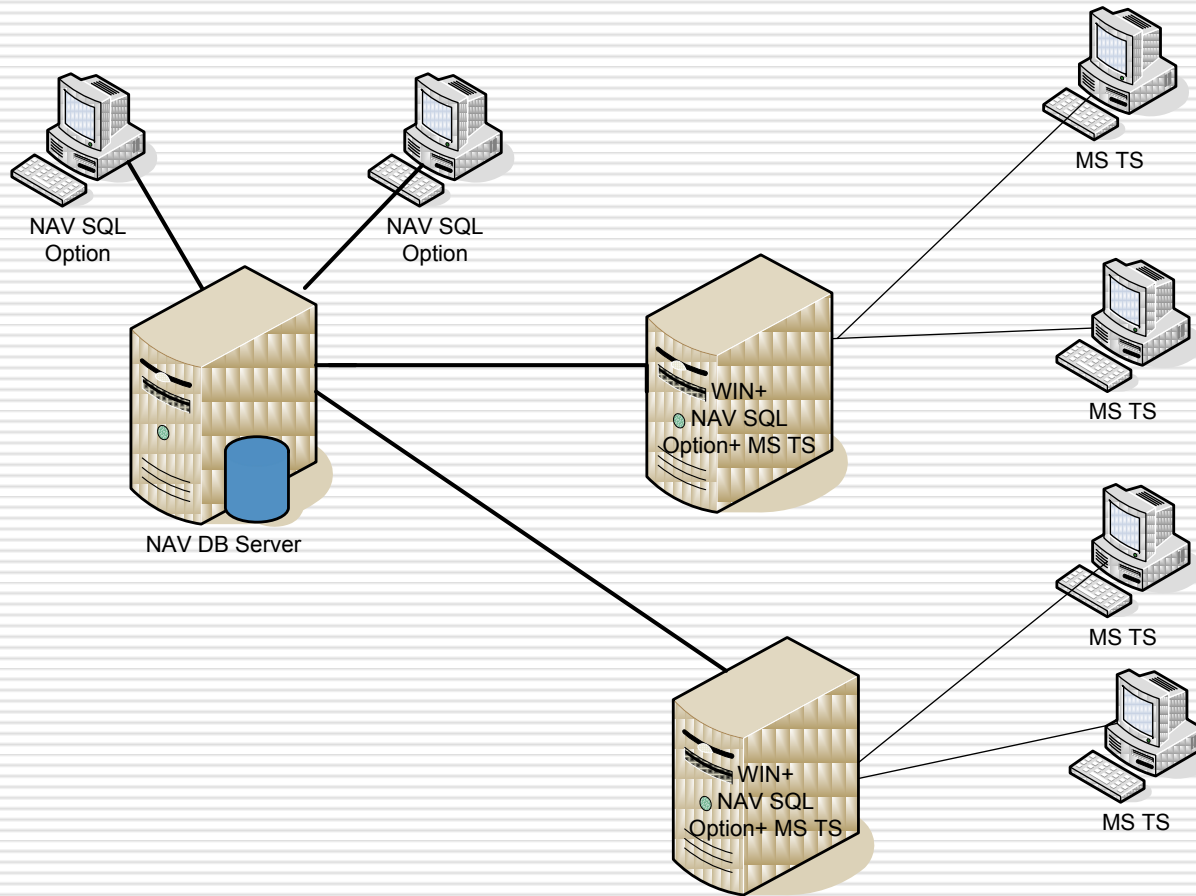 MS TS
NAV SQL
Option
NAV SQL
Option
WIN+
NAV SQL
Option+ MS TS
MS TS
NAV DB Server
MS TS
WIN+
NAV SQL
Option+ MS TS
MS TS